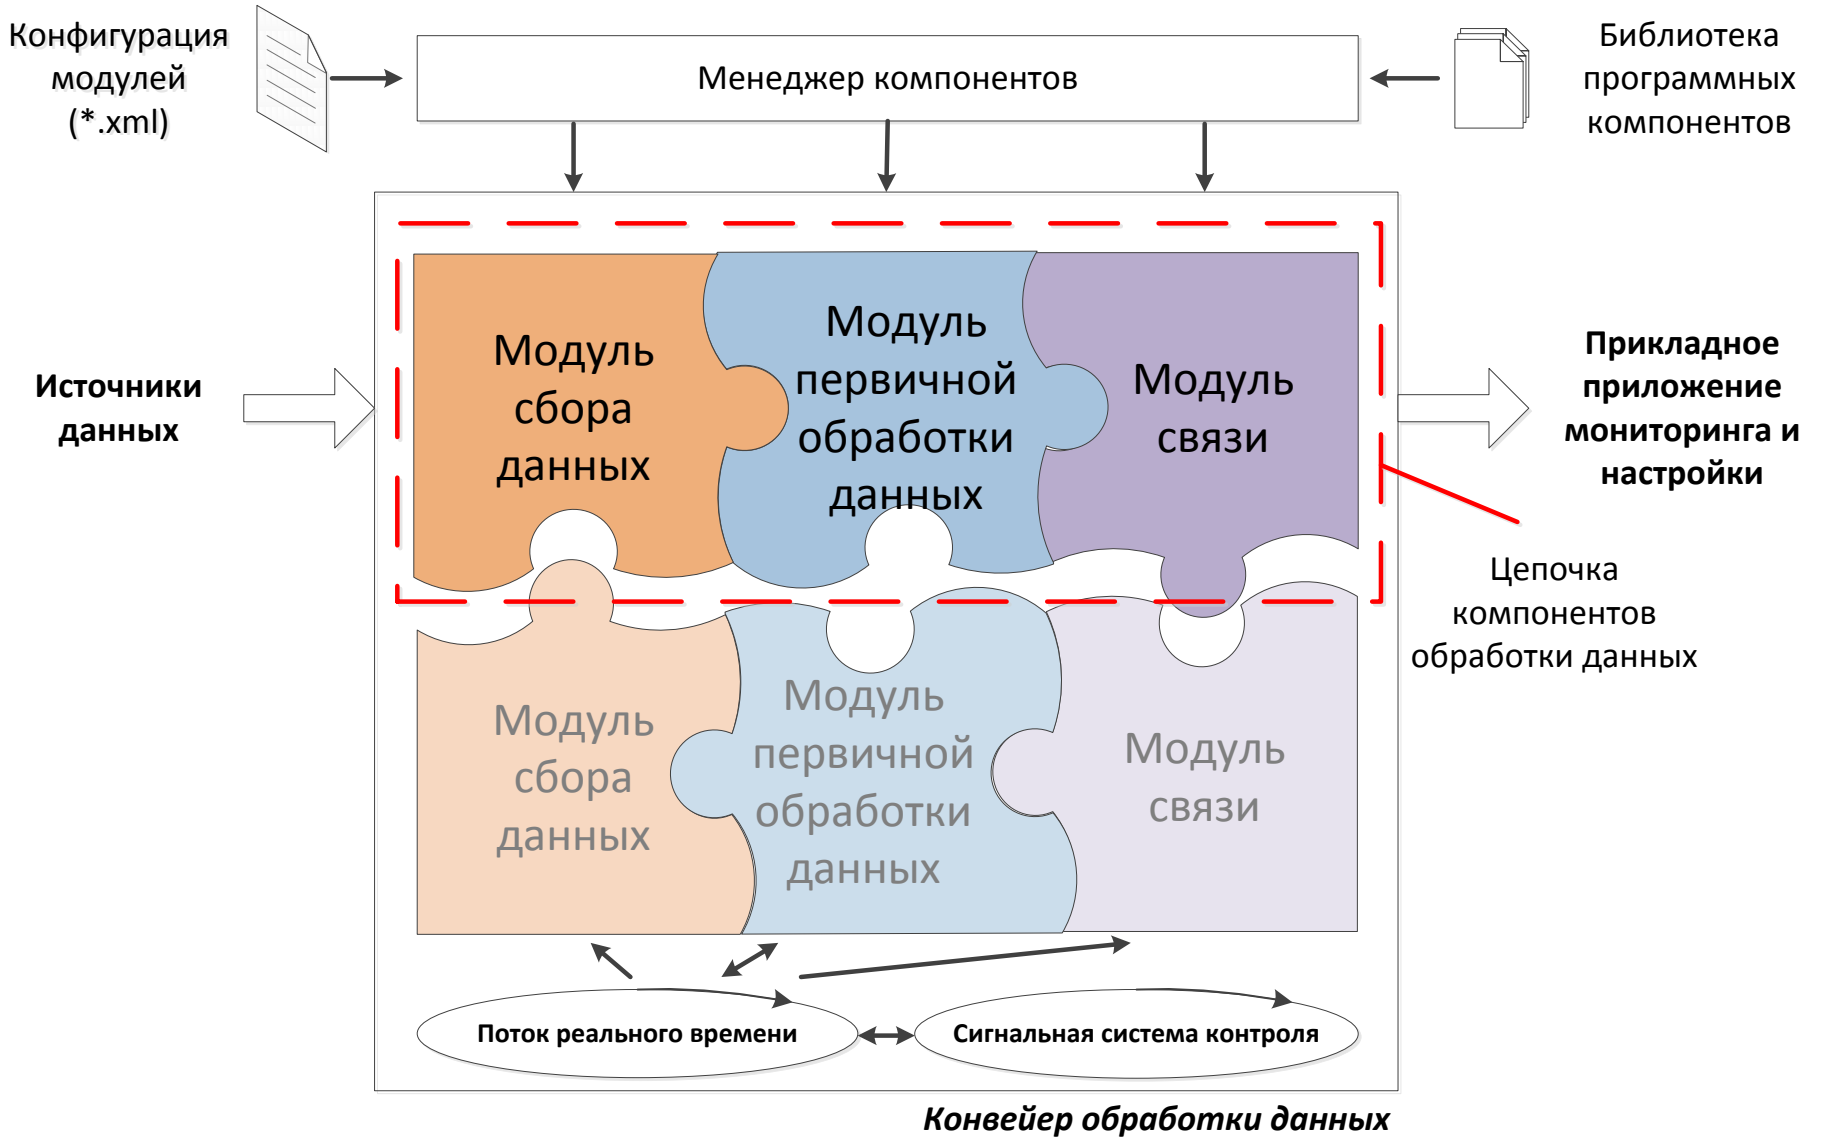 Конфигурация
модулей
(*.xml)
Менеджер компонентов
Библиотека
программных
компонентов
Источники
данных
Модуль
сбора
данных
Модуль
первичной
обработки
данных
Модуль
связи
Прикладное
приложение
мониторинга и
настройки
Цепочка
компонентов
обработки данных
Модуль
сбора
данных
Модуль
первичной
обработки
данных
Модуль
связи
Поток реального времени
Сигнальная система контроля
Конвейер обработки данных